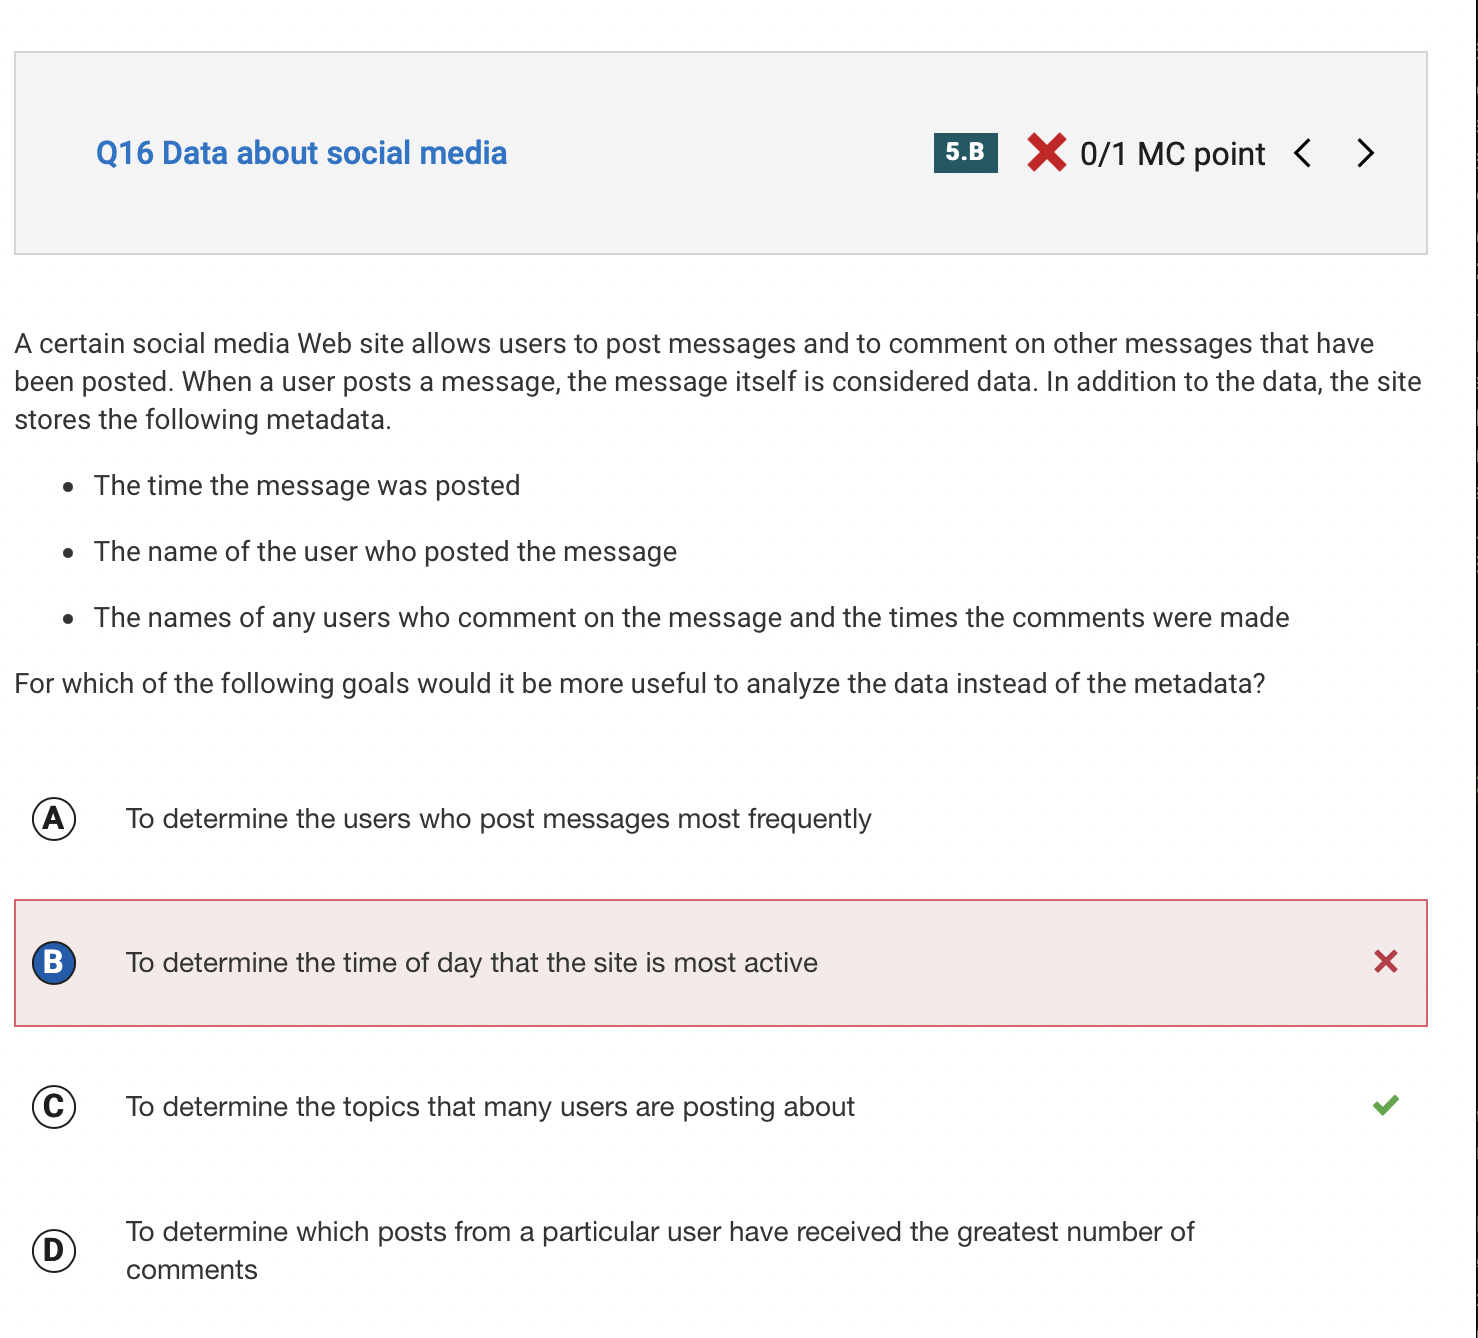 Q16 Data about social media
5.B
0/1 MC point
A certain social media Web site allows users to post messages and to comment on other messages that have
been posted. When a user posts a message, the message itself is considered data. In addition to the data, the site
stores the following metadata.
• The time the message was posted
• The name of the user who posted the message
• The names of any users who comment on the message and the times the comments were made
For which of the following goals would it be more useful to analyze the data instead of the metadata?
A To determine the users who post messages most frequently
B To determine the time of day that the site is most active
C To determine the topics that many users are posting about
D To determine which posts from a particular user have received the greatest number of
comments